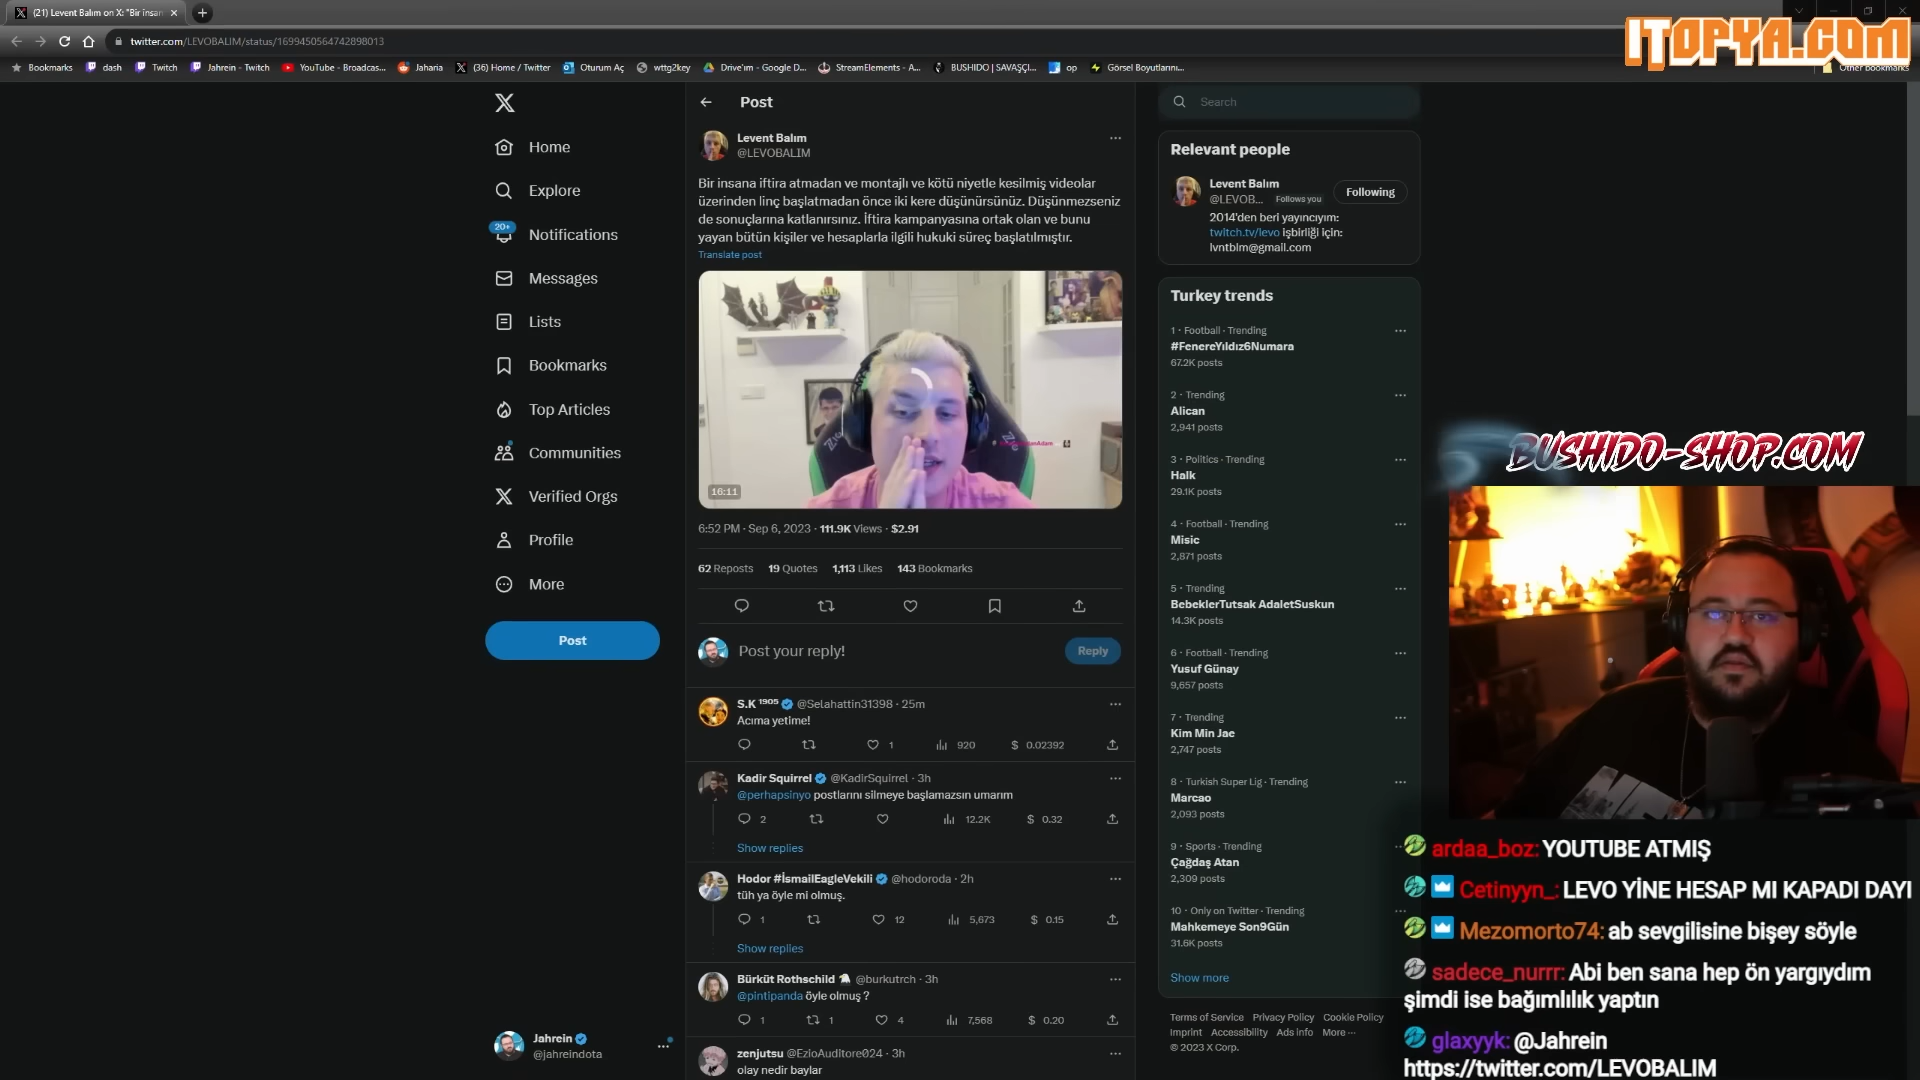 (21) Levent Balım on X: "Bir insan
twitter.com/LEVOBALIM/status/1699450564742898013
ITOPYA.COM
Bookmarks
dash
Twitch
Jahrein - Twitch
YouTube - Broadcas...
Jaharia
(36) Home / Twitter
Oturum Aç
wttg2key
Drive'ım - Google D...
StreamElements - A...
BUSHIDO | SAVAŞÇI...
op
Görsel Boyutlarını...
Other bookmarks
Home
Explore
20+
Notifications
Messages
Lists
Bookmarks
Top Articles
Communities
Verified Orgs
Profile
More
Post
Jahrein
@jahreindota
Post
Levent Balım
@LEVOBALIM
Bir insana iftira atmadan ve montajlı ve kötü niyetle kesilmiş videolar
üzerinden linç başlatmadan önce iki kere düşünürsünüz. Düşünmezseniz
de sonuçlarına katlanırsınız. İftira kampanyasına ortak olan ve bunu
yayan bütün kişiler ve hesaplarla ilgili hukuki süreç başlatılmıştır.
Translate post
16:11
6:52 PM · Sep 6, 2023 · 111.9K Views · $2.91
62 Reposts 19 Quotes 1,113 Likes 143 Bookmarks
Post your reply!
Reply
S.K ¹⁹⁰⁵ @Selahattin31398 · 25m
Acıma yetime!
1 920 $ 0.02392
Kadir Squirrel @KadirSquirrel · 3h
@perhapsinyo postlarını silmeye başlamazsın umarım
2 12.2K $ 0.32
Show replies
Hodor #İsmailEagleVekili @hodoroda · 2h
tüh ya öyle mi olmuş.
1 12 5,673 $ 0.15
Show replies
Bürküt Rothschild @burkutrch · 3h
@pintipanda öyle olmuş ?
1 1 4 7,568 $ 0.20
zenjutsu @EzioAuditore024 · 3h
olay nedir baylar
Search
Relevant people
Levent Balım
@LEVOB... Follows you
Following
2014'den beri yayıncıyım:
twitch.tv/levo işbirliği için:
lvntblm@gmail.com
Turkey trends
1 · Football · Trending
#FenereYıldız6Numara
67.2K posts
2 · Trending
Alican
2,941 posts
3 · Politics · Trending
Halk
29.1K posts
4 · Football · Trending
Misic
2,871 posts
5 · Trending
BebeklerTutsak AdaletSuskun
14.3K posts
6 · Football · Trending
Yusuf Günay
9,657 posts
7 · Trending
Kim Min Jae
2,747 posts
8 · Turkish Super Lig · Trending
Marcao
2,093 posts
9 · Sports · Trending
Çağdaş Atan
2,309 posts
10 · Only on Twitter · Trending
Mahkemeye Son9Gün
31.6K posts
Show more
Terms of Service Privacy Policy Cookie Policy
Imprint Accessibility Ads info More ...
© 2023 X Corp.
BUSHIDO-SHOP.COM
ardaa_boz: YOUTUBE ATMIŞ
Cetinyyn_: LEVO YİNE HESAP MI KAPADI DAYI
Mezomorto74: ab sevgilisine bişey söyle
sadece_nurrr: Abi ben sana hep ön yargıydım
şimdi ise bağımlılık yaptın
glaxyyk: @Jahrein
https://twitter.com/LEVOBALIM